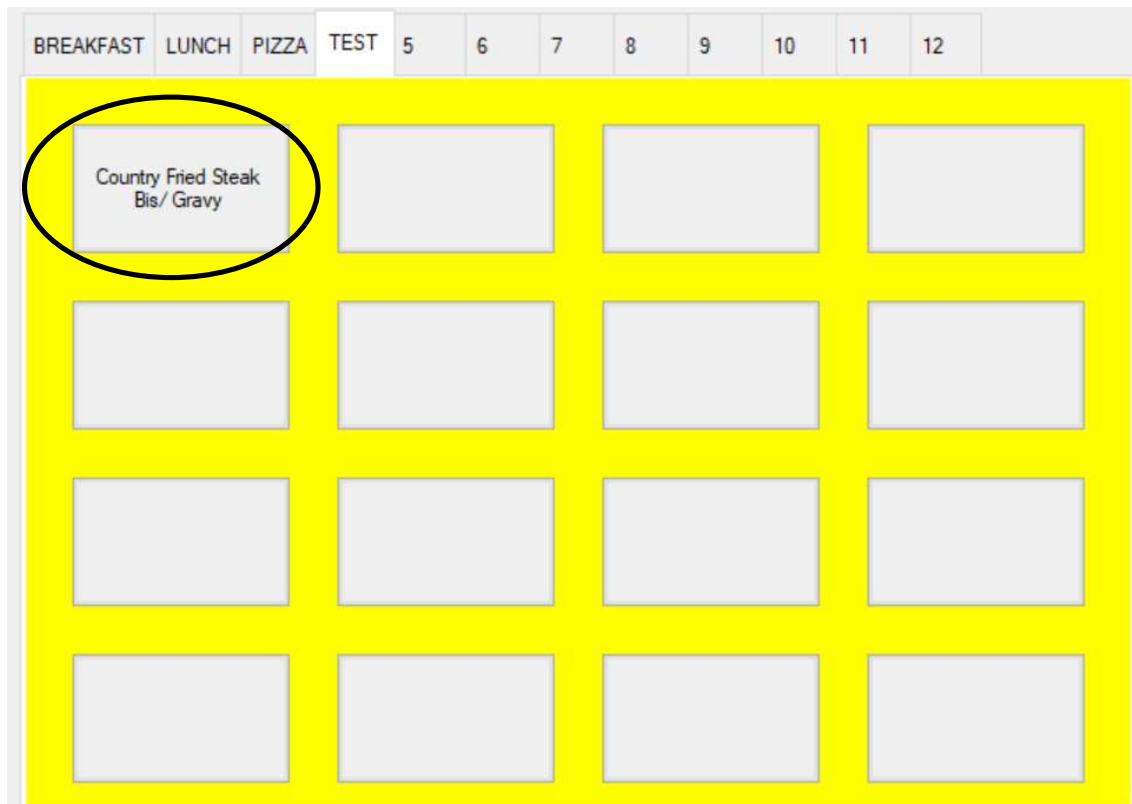 BREAKFAST LUNCH PIZZA TEST 5 6 7 8 9 10 11 12
Country Fried Steak
Bis/ Gravy